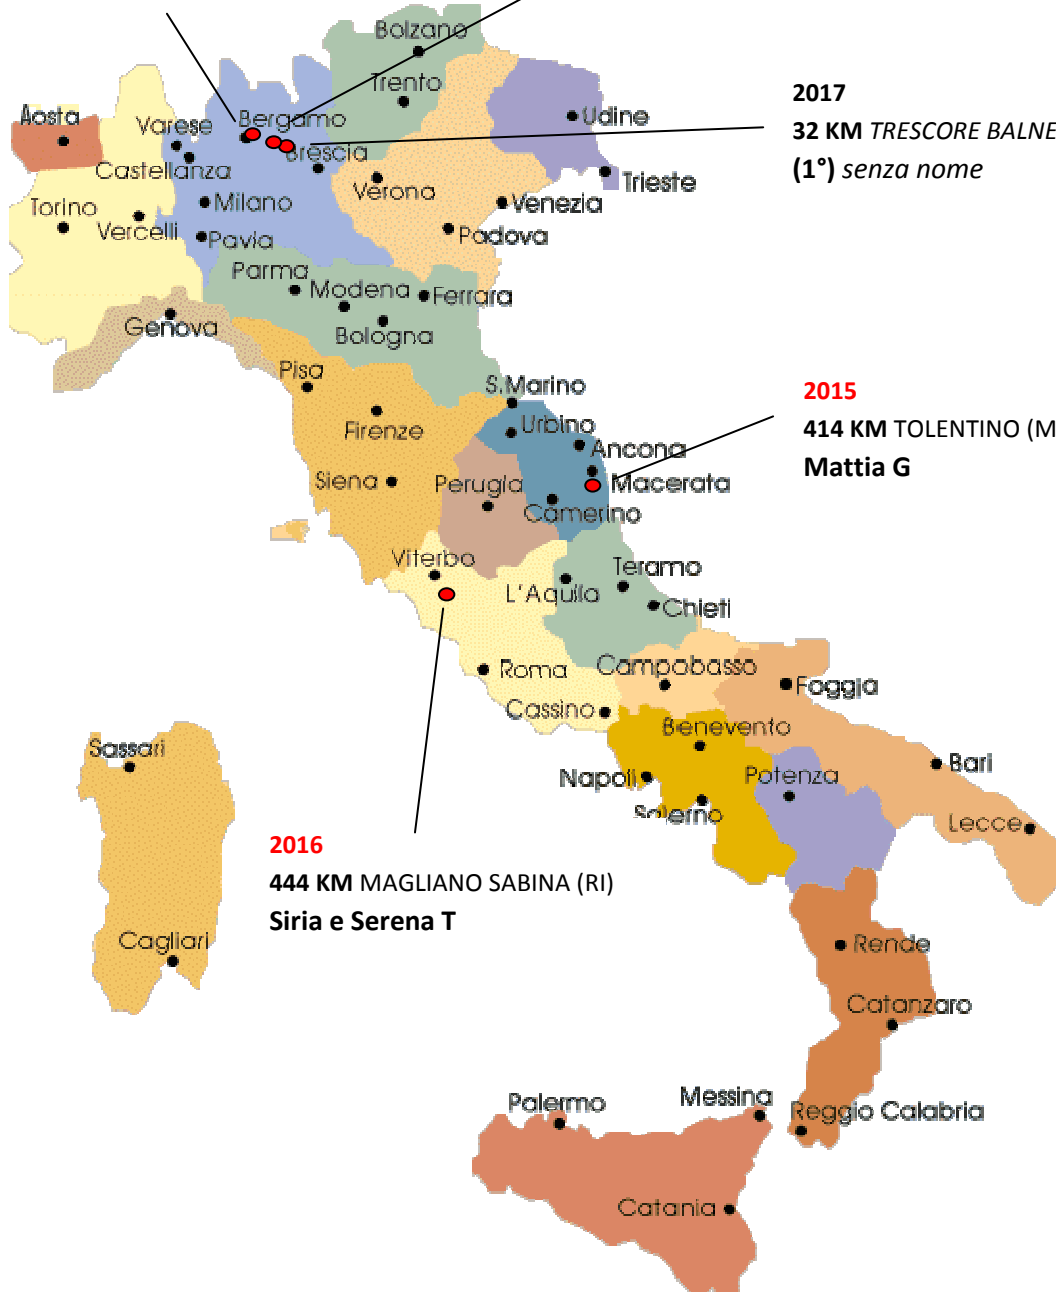 Bolzano
Trento
Aosta
Varese
Bergamo
Udine
2017
32 KM TRESCORE BALNE
(1°) senza nome
Castellanza
Brescia
Verona
Trieste
Torino
Milano
Venezia
Vercelli
Pavia
Padova
Parma
Modena
Ferrara
Genova
Bologna
Pisa
S.Marino
2015
414 KM TOLENTINO (M
Mattia G
Firenze
Urbino
Ancona
Siena
Perugia
Macerata
Camerino
Viterbo
L'Aquila
Teramo
Chieti
Roma
Campobasso
Foggia
Cassino
Benevento
Sassari
Napoli
Potenza
Bari
Salerno
Lecce
2016
444 KM MAGLIANO SABINA (RI)
Siria e Serena T
Cagliari
Rende
Catanzaro
Palermo
Messina
Reggio Calabria
Catania